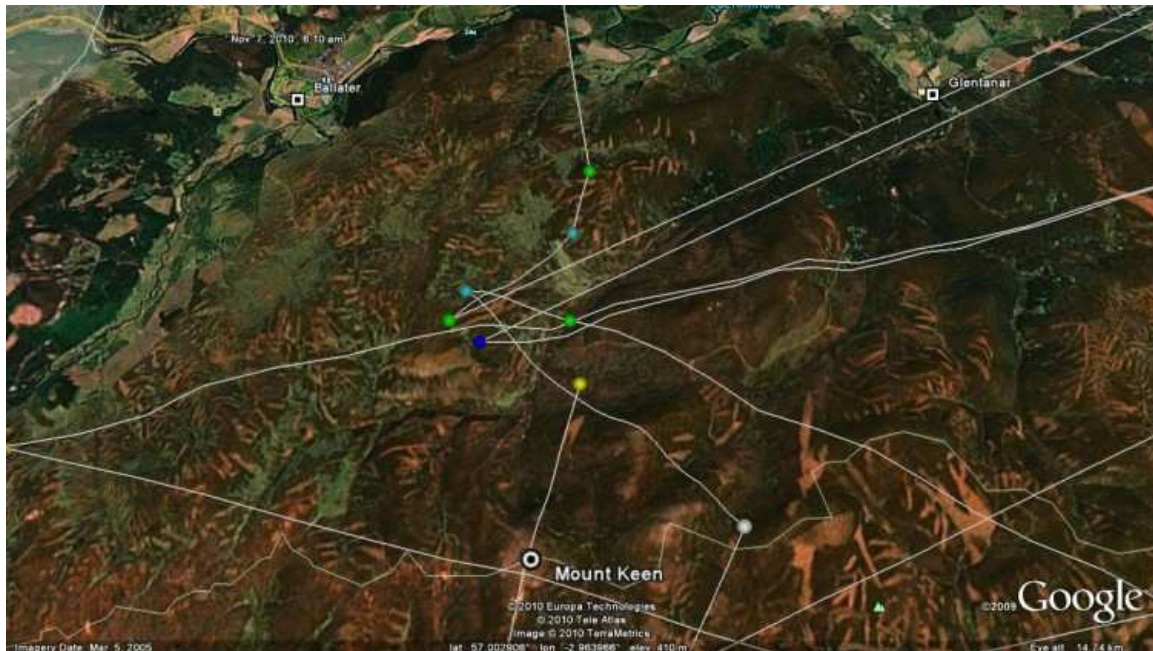 Nov 7, 2010, 6:10 am
Ballater
Glentanar
Mount Keen
© 2010 Europa Technologies
© 2010 Tele Atlas
Image © 2010 TerraMetrics
©2009 Google
Imagery Date: Mar 5, 2005
lat 57.002908° lon -2.963966° elev 410 m
Eye alt 14.74 km